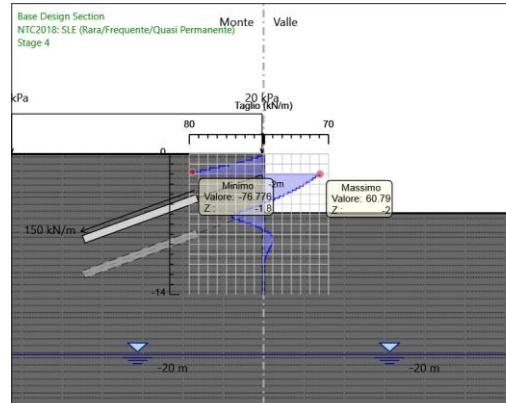 Base Design Section
NTC2018: SLE (Rara/Frequente/Quasi Permanente)
Stage 4
Monte
Valle
kPa
20 kPa
Taglio (kN/m)
80
70
0
Minimo
Valore: -76.776
Z : -1.8
-2m
Massimo
Valore: 60.79
Z : -2
150 kN/m
-14
-20 m
-20 m